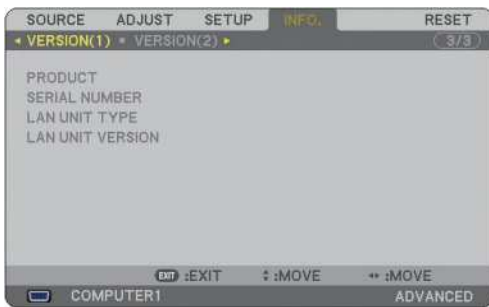 SOURCE ADJUST SETUP INFO. RESET
VERSION(1) VERSION(2) 3/3
PRODUCT
SERIAL NUMBER
LAN UNIT TYPE
LAN UNIT VERSION
EXIT :EXIT :MOVE :MOVE
COMPUTER1 ADVANCED